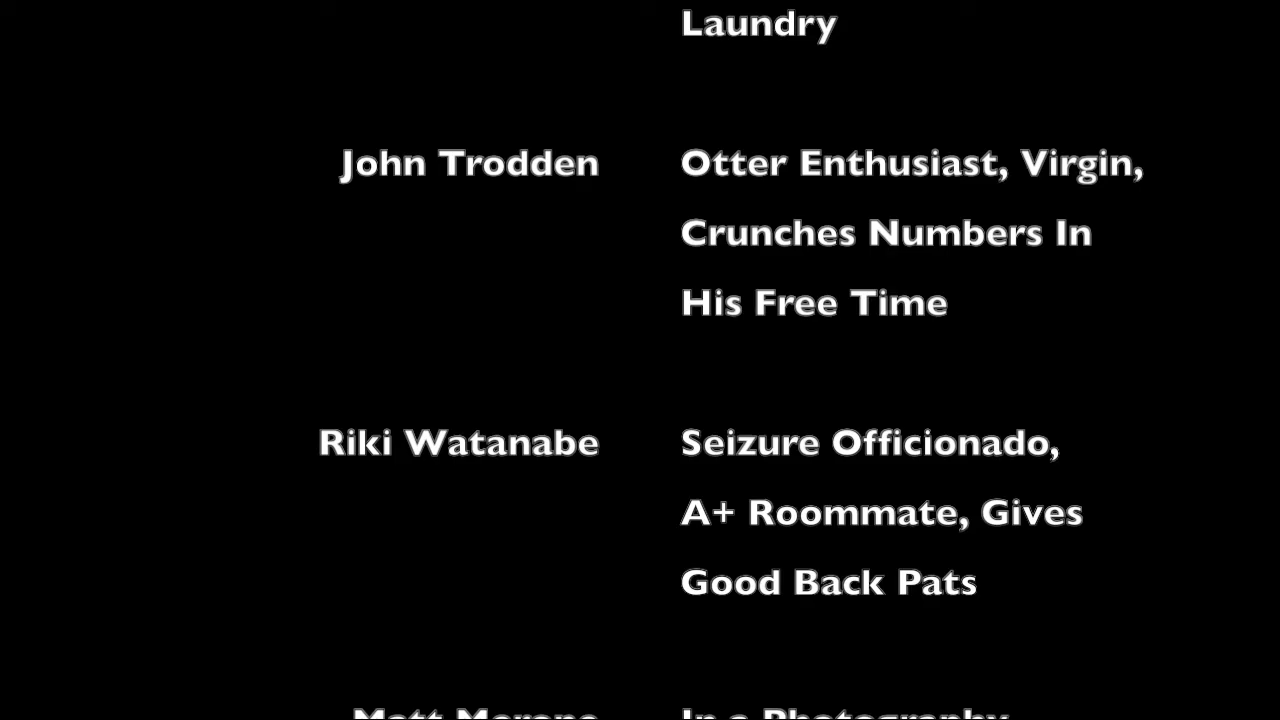 Laundry
John Trodden Otter Enthusiast, Virgin,
Crunches Numbers In
His Free Time
Riki Watanabe Seizure Officionado,
A+ Roommate, Gives
Good Back Pats
Matt In a Photography